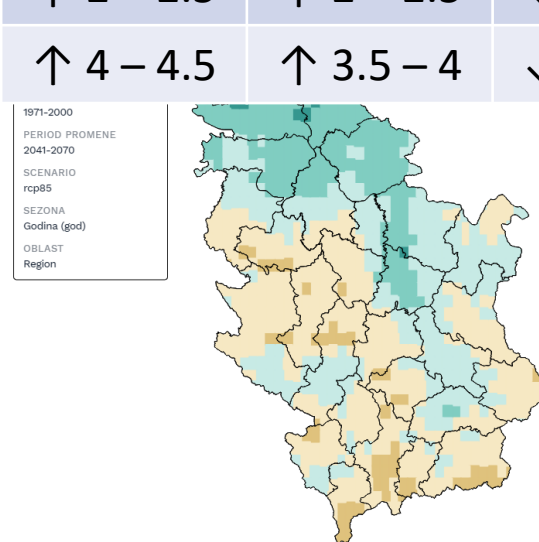 ↑ 4 – 4.5 ↑ 3.5 – 4
1971-2000
PERIOD PROMENE
2041-2070
SCENARIO
rcp85
SEZONA
Godina (god)
OBLAST
Region